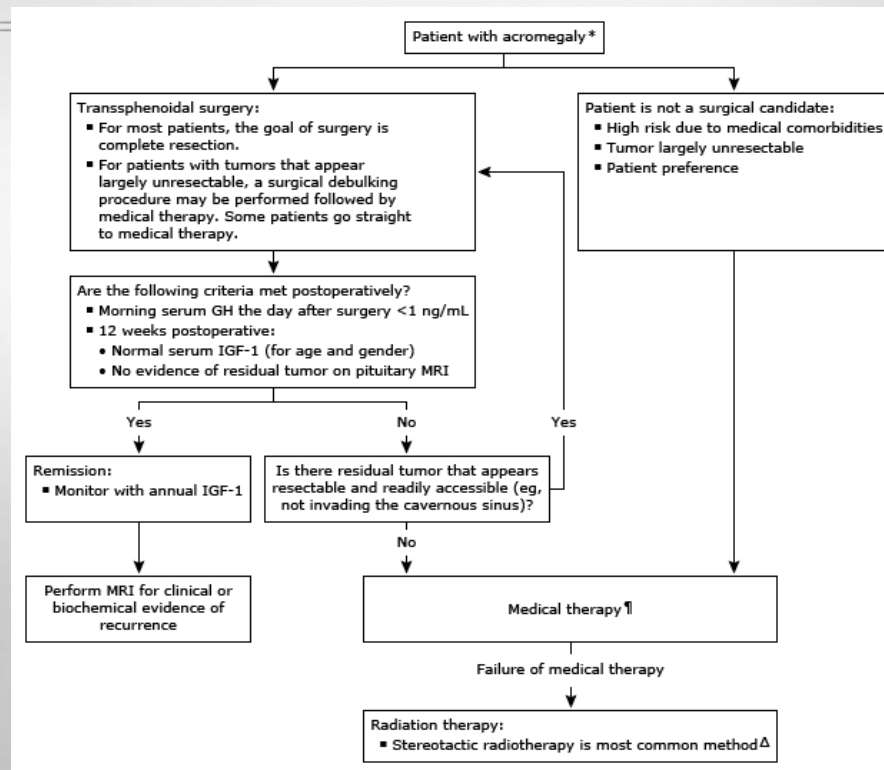 Patient with acromegaly*
Transsphenoidal surgery:
▪ For most patients, the goal of surgery is
complete resection.
▪ For patients with tumors that appear
largely unresectable, a surgical debulking
procedure may be performed followed by
medical therapy. Some patients go straight
to medical therapy.
Patient is not a surgical candidate:
▪ High risk due to medical comorbidities
▪ Tumor largely unresectable
▪ Patient preference
Are the following criteria met postoperatively?
▪ Morning serum GH the day after surgery <1 ng/mL
▪ 12 weeks postoperative:
• Normal serum IGF-1 (for age and gender)
• No evidence of residual tumor on pituitary MRI
Yes
No
Yes
Remission:
▪ Monitor with annual IGF-1
Is there residual tumor that appears
resectable and readily accessible (eg,
not invading the cavernous sinus)?
No
Perform MRI for clinical or
biochemical evidence of
recurrence
Medical therapy¶
Failure of medical therapy
Radiation therapy:
▪ Stereotactic radiotherapy is most common methodΔ